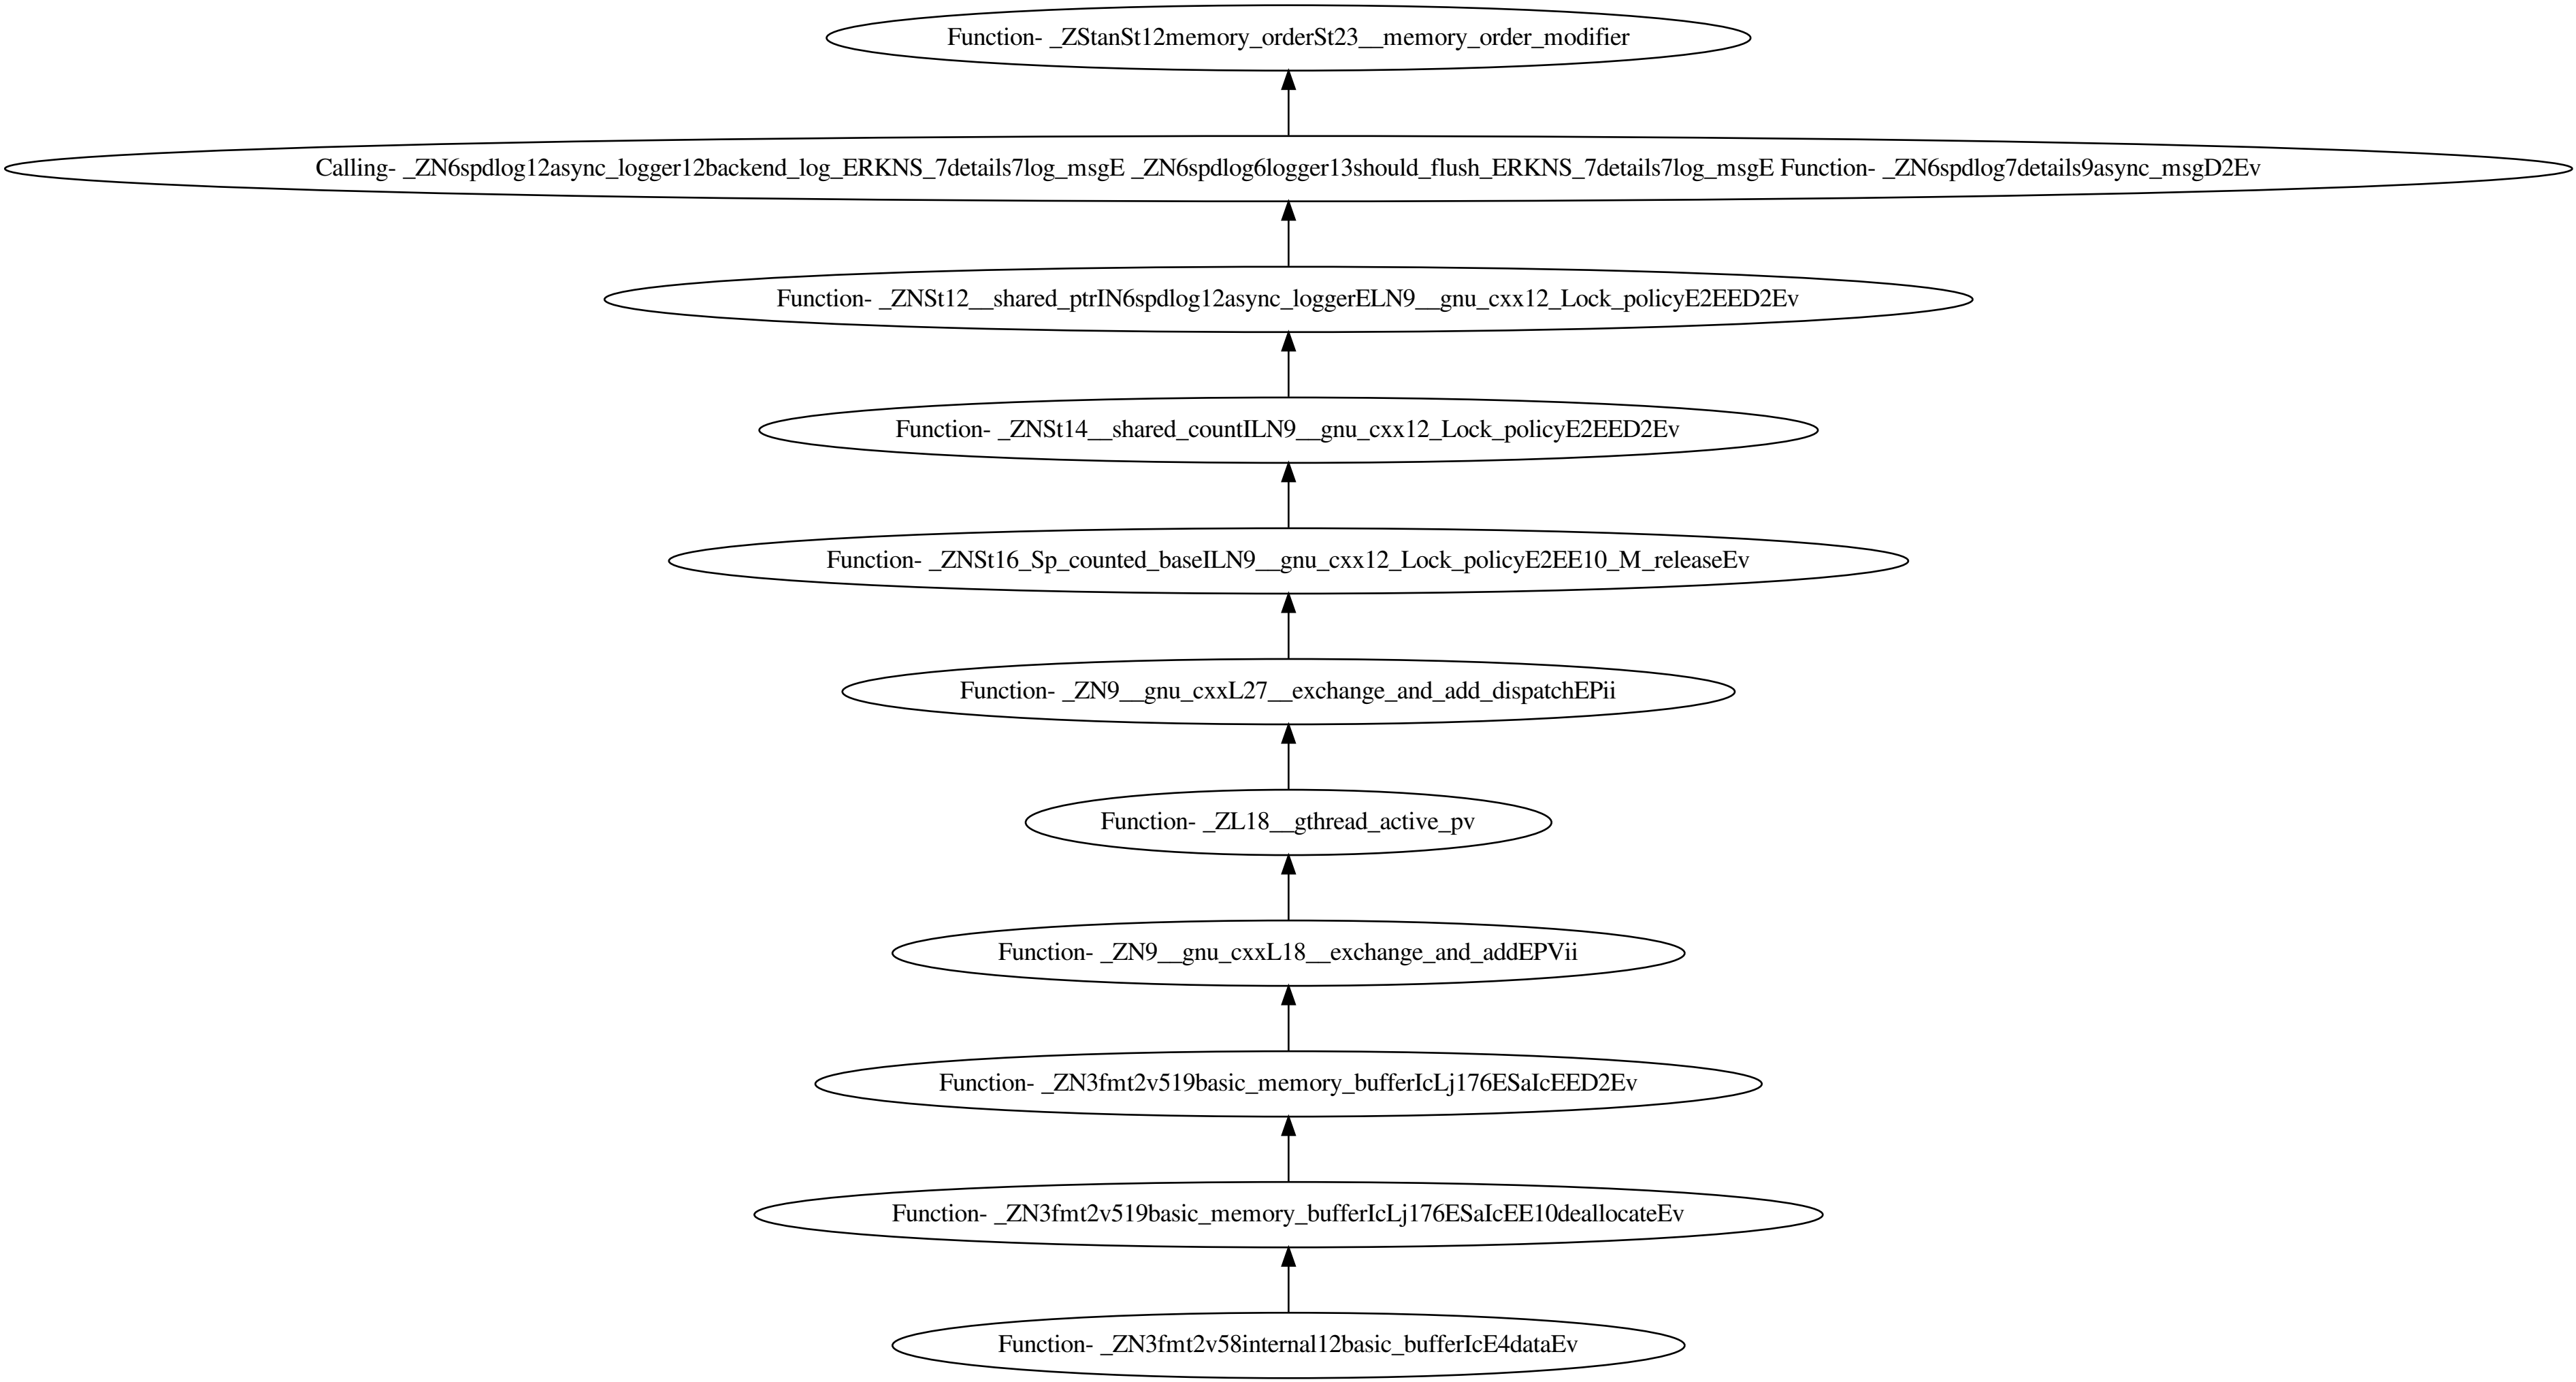 Function- _ZStanSt12memory_orderSt23__memory_order_modifier
Calling- _ZN6spdlog12async_logger12backend_log_ERKNS_7details7log_msgE _ZN6spdlog6logger13should_flush_ERKNS_7details7log_msgE Function- _ZN6spdlog7details9async_msgD2Ev
Function- _ZNSt12__shared_ptrIN6spdlog12async_loggerELN9__gnu_cxx12_Lock_policyE2EED2Ev
Function- _ZNSt14__shared_countILN9__gnu_cxx12_Lock_policyE2EED2Ev
Function- _ZNSt16_Sp_counted_baseILN9__gnu_cxx12_Lock_policyE2EE10_M_releaseEv
Function- _ZN9__gnu_cxxL27__exchange_and_add_dispatchEPii
Function- _ZL18__gthread_active_pv
Function- _ZN9__gnu_cxxL18__exchange_and_addEPVii
Function- _ZN3fmt2v519basic_memory_bufferIcLj176ESaIcEED2Ev
Function- _ZN3fmt2v519basic_memory_bufferIcLj176ESaIcEE10deallocateEv
Function- _ZN3fmt2v58internal12basic_bufferIcE4dataEv